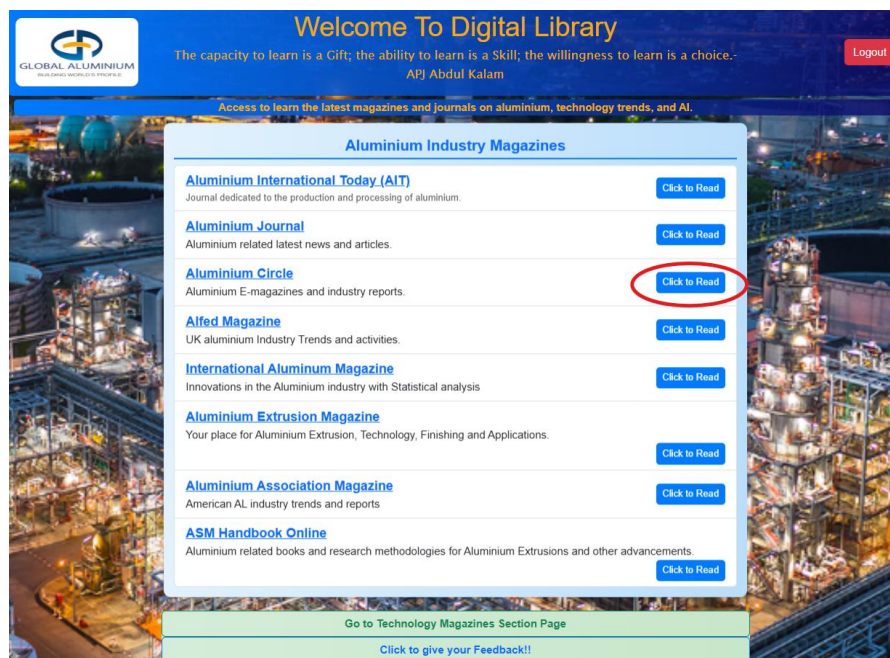 Welcome To Digital Library
The capacity to learn is a Gift; the ability to learn is a Skill; the willingness to learn is a choice.-
APJ Abdul Kalam
Logout
GLOBAL ALUMINIUM
BUILDING WORLD'S PROFILE
Access to learn the latest magazines and journals on aluminium, technology trends, and AI.
Aluminium Industry Magazines
Aluminium International Today (AIT)
Journal dedicated to the production and processing of aluminium.
Click to Read
Aluminium Journal
Aluminium related latest news and articles.
Click to Read
Aluminium Circle
Aluminium E-magazines and industry reports.
Click to Read
Alfed Magazine
UK aluminium Industry Trends and activities.
Click to Read
International Aluminum Magazine
Innovations in the Aluminium industry with Statistical analysis
Click to Read
Aluminium Extrusion Magazine
Your place for Aluminium Extrusion, Technology, Finishing and Applications.
Click to Read
Aluminium Association Magazine
American AL industry trends and reports
Click to Read
ASM Handbook Online
Aluminium related books and research methodologies for Aluminium Extrusions and other advancements.
Click to Read
Go to Technology Magazines Section Page
Click to give your Feedback!!